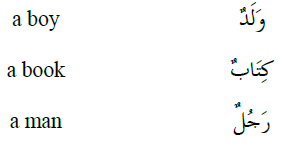 a boy وَلَدٌ
a book كِتَابٌ
a man رَجُلٌ